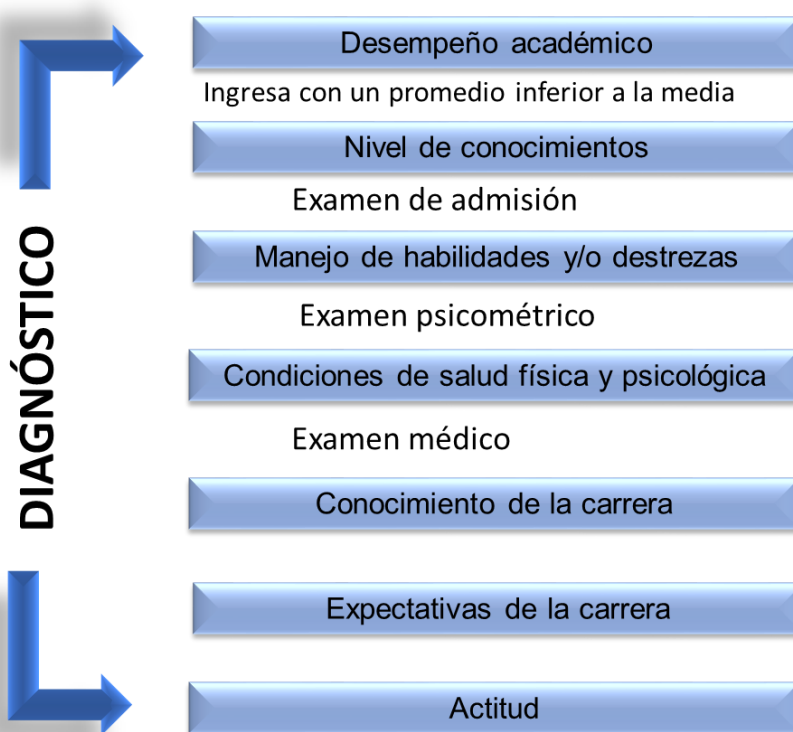 DIAGNÓSTICO
Desempeño académico
Ingresa con un promedio inferior a la media
Nivel de conocimientos
Examen de admisión
Manejo de habilidades y/o destrezas
Examen psicométrico
Condiciones de salud física y psicológica
Examen médico
Conocimiento de la carrera
Expectativas de la carrera
Actitud